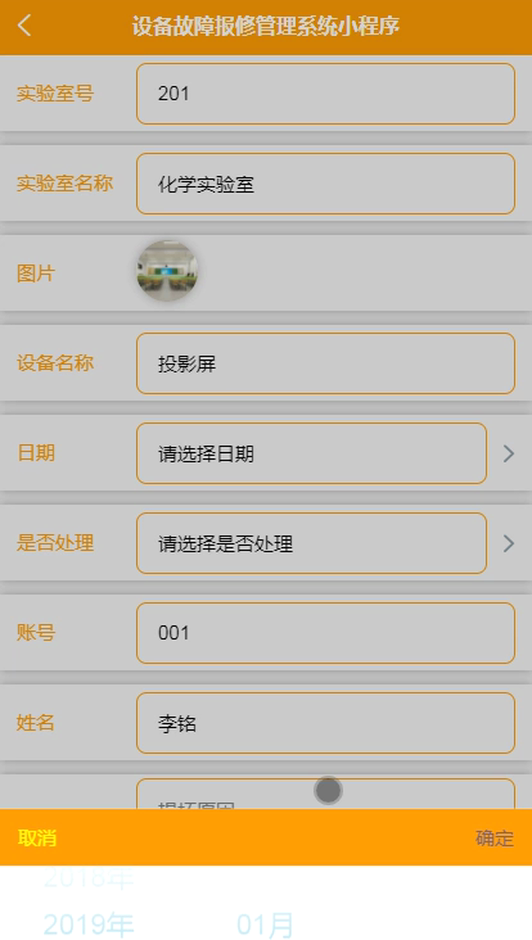 设备故障报修管理系统小程序
实验室号
201
实验室名称
化学实验室
图片
设备名称
投影屏
日期
请选择日期
是否处理
请选择是否处理
账号
001
姓名
李铭
损坏原因
取消
确定
2018年
2019年
01月